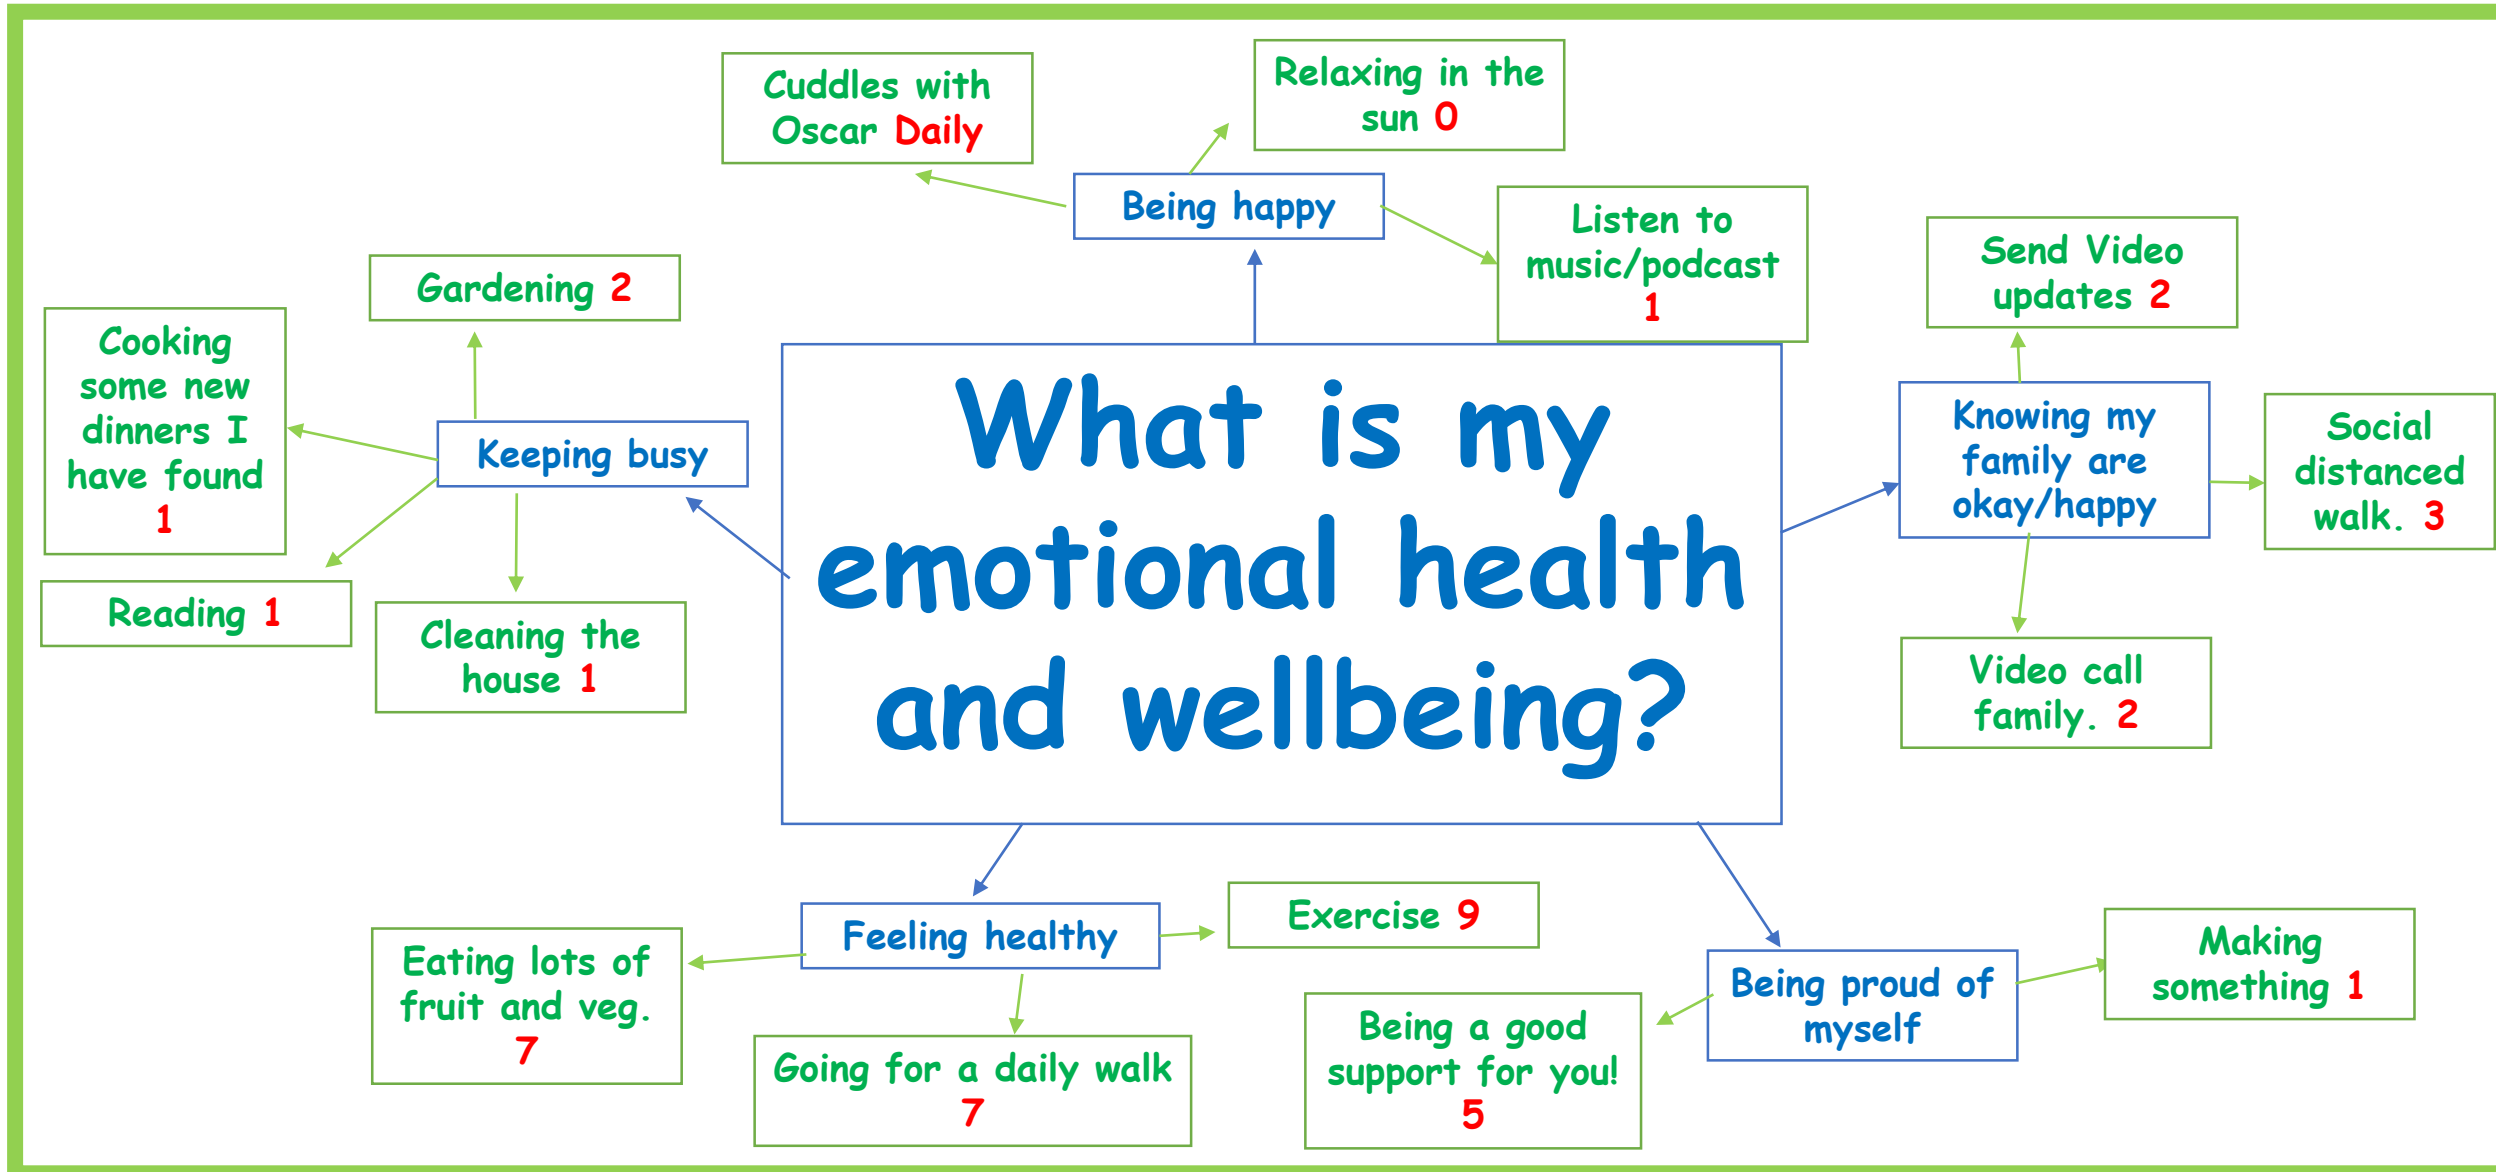 Cuddles with
Oscar Daily
Relaxing in the
sun 0
Being happy
Listen to
music/podcast
1
Send Video
updates 2
Gardening 2
Cooking
some new
dinners I
have found
1
Keeping busy
Reading 1
Cleaning the
house 1
What is my
emotional health
and wellbeing?
Knowing my
family are
okay/happy
Social
distanced
walk. 3
Video call
family. 2
Feeling healthy
Exercise 9
Eating lots of
fruit and veg.
7
Going for a daily walk
7
Being a good
support for you!
5
Being proud of
myself
Making
something 1